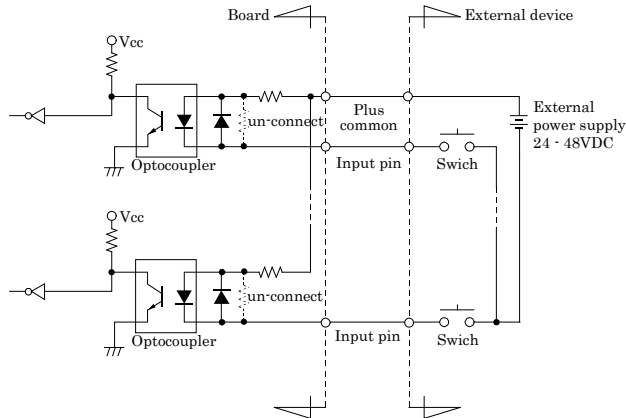 Board
External device
Vcc
un-connect
Plus
common
External
power supply
24 - 48VDC
Optocoupler
Input pin
Swich
Vcc
un-connect
Optocoupler
Input pin
Swich